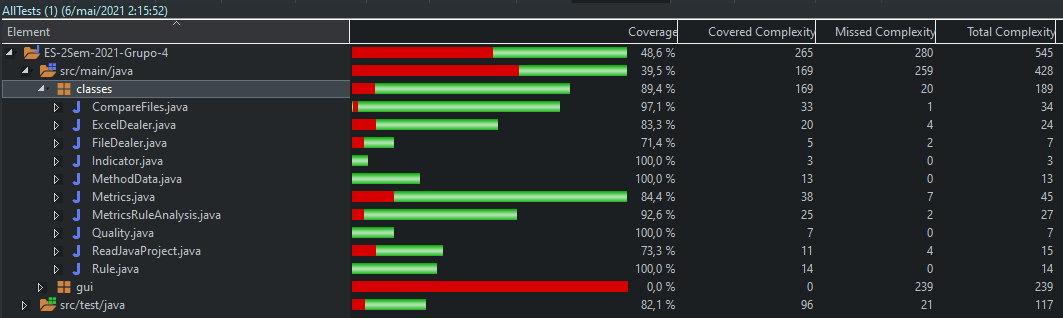 AllTests (1) (6/mai/2021 2:15:52)
Element Coverage Covered Complexity Missed Complexity Total Complexity
ES-2Sem-2021-Grupo-4 48,6 % 265 280 545
src/main/java 39,5 % 169 259 428
classes 89,4 % 169 20 189
CompareFiles.java 97,1 % 33 1 34
ExcelDealer.java 83,3 % 20 4 24
FileDealer.java 71,4 % 5 2 7
Indicator.java 100,0 % 3 0 3
MethodData.java 100,0 % 13 0 13
Metrics.java 84,4 % 38 7 45
MetricsRuleAnalysis.java 92,6 % 25 2 27
Quality.java 100,0 % 7 0 7
ReadJavaProject.java 73,3 % 11 4 15
Rule.java 100,0 % 14 0 14
gui 0,0 % 0 239 239
src/test/java 82,1 % 96 21 117